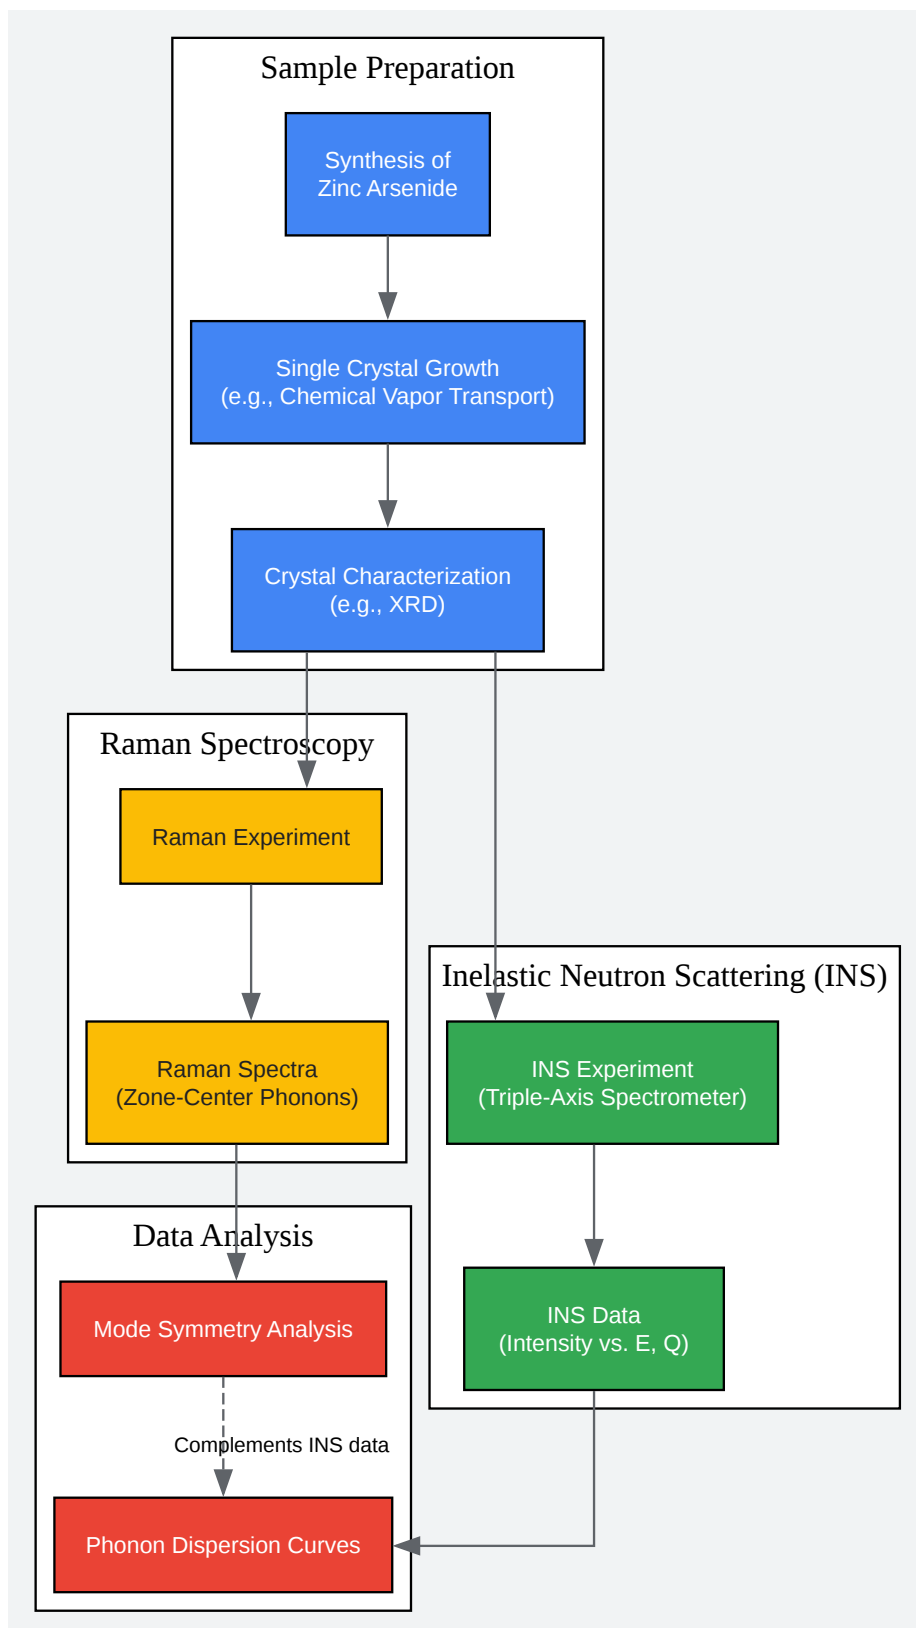 Sample Preparation
Synthesis of
Zinc Arsenide
Single Crystal Growth
(e.g., Chemical Vapor Transport)
Crystal Characterization
(e.g., XRD)
Raman Spectroscopy
Raman Experiment
Raman Spectra
(Zone-Center Phonons)
Inelastic Neutron Scattering (INS)
INS Experiment
(Triple-Axis Spectrometer)
INS Data
(Intensity vs. E, Q)
Data Analysis
Mode Symmetry Analysis
Complements INS data
Phonon Dispersion Curves